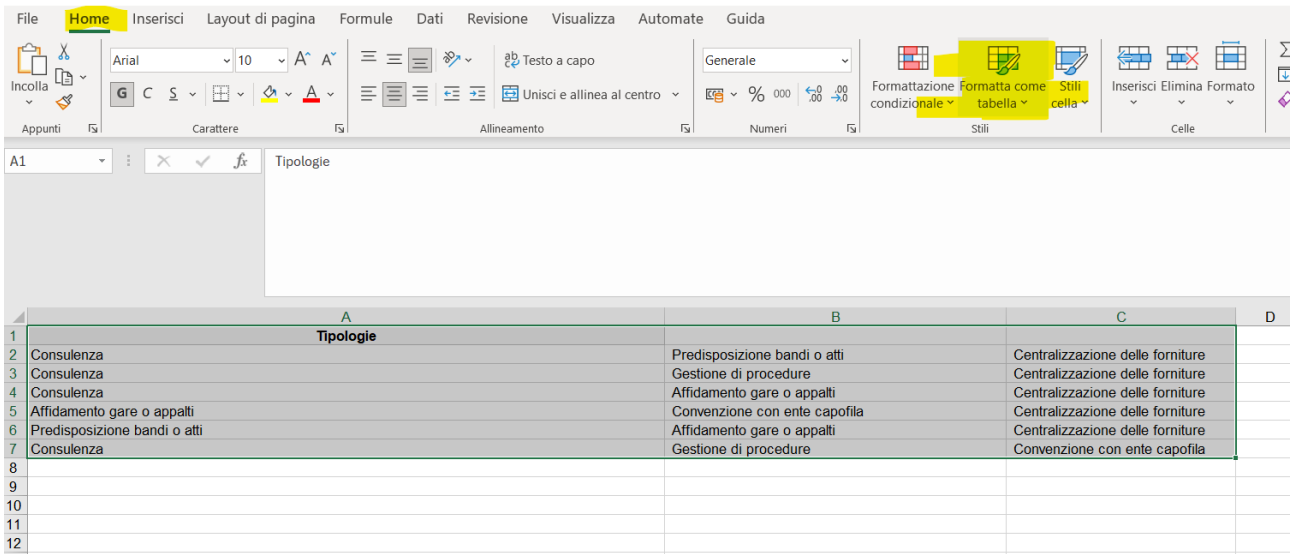 File Home Inserisci Layout di pagina Formule Dati Revisione Visualizza Automate Guida
Incolla
Appunti
Arial 10 A^ Aˇ
G C S A
Carattere
ab Testo a capo
Unisci e allinea al centro
Allineamento
Generale
% 000 ,00 ,00 →,0
Numeri
Formattazione condizionale
Formatta come tabella
Stili cella
Stili
Inserisci Elimina Formato
Celle
A1 fx Tipologie
A B C D
1 Tipologie
2 Consulenza Predisposizione bandi o atti Centralizzazione delle forniture
3 Consulenza Gestione di procedure Centralizzazione delle forniture
4 Consulenza Affidamento gare o appalti Centralizzazione delle forniture
5 Affidamento gare o appalti Convenzione con ente capofila Centralizzazione delle forniture
6 Predisposizione bandi o atti Affidamento gare o appalti Centralizzazione delle forniture
7 Consulenza Gestione di procedure Convenzione con ente capofila
8
9
10
11
12